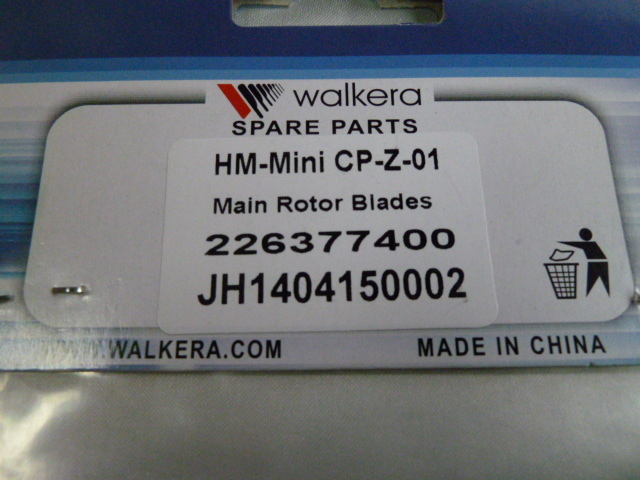 walkera
SPARE PARTS
HM-Mini CP-Z-01
Main Rotor Blades
226377400
JH1404150002
WWW.WALKERA.COM MADE IN CHINA